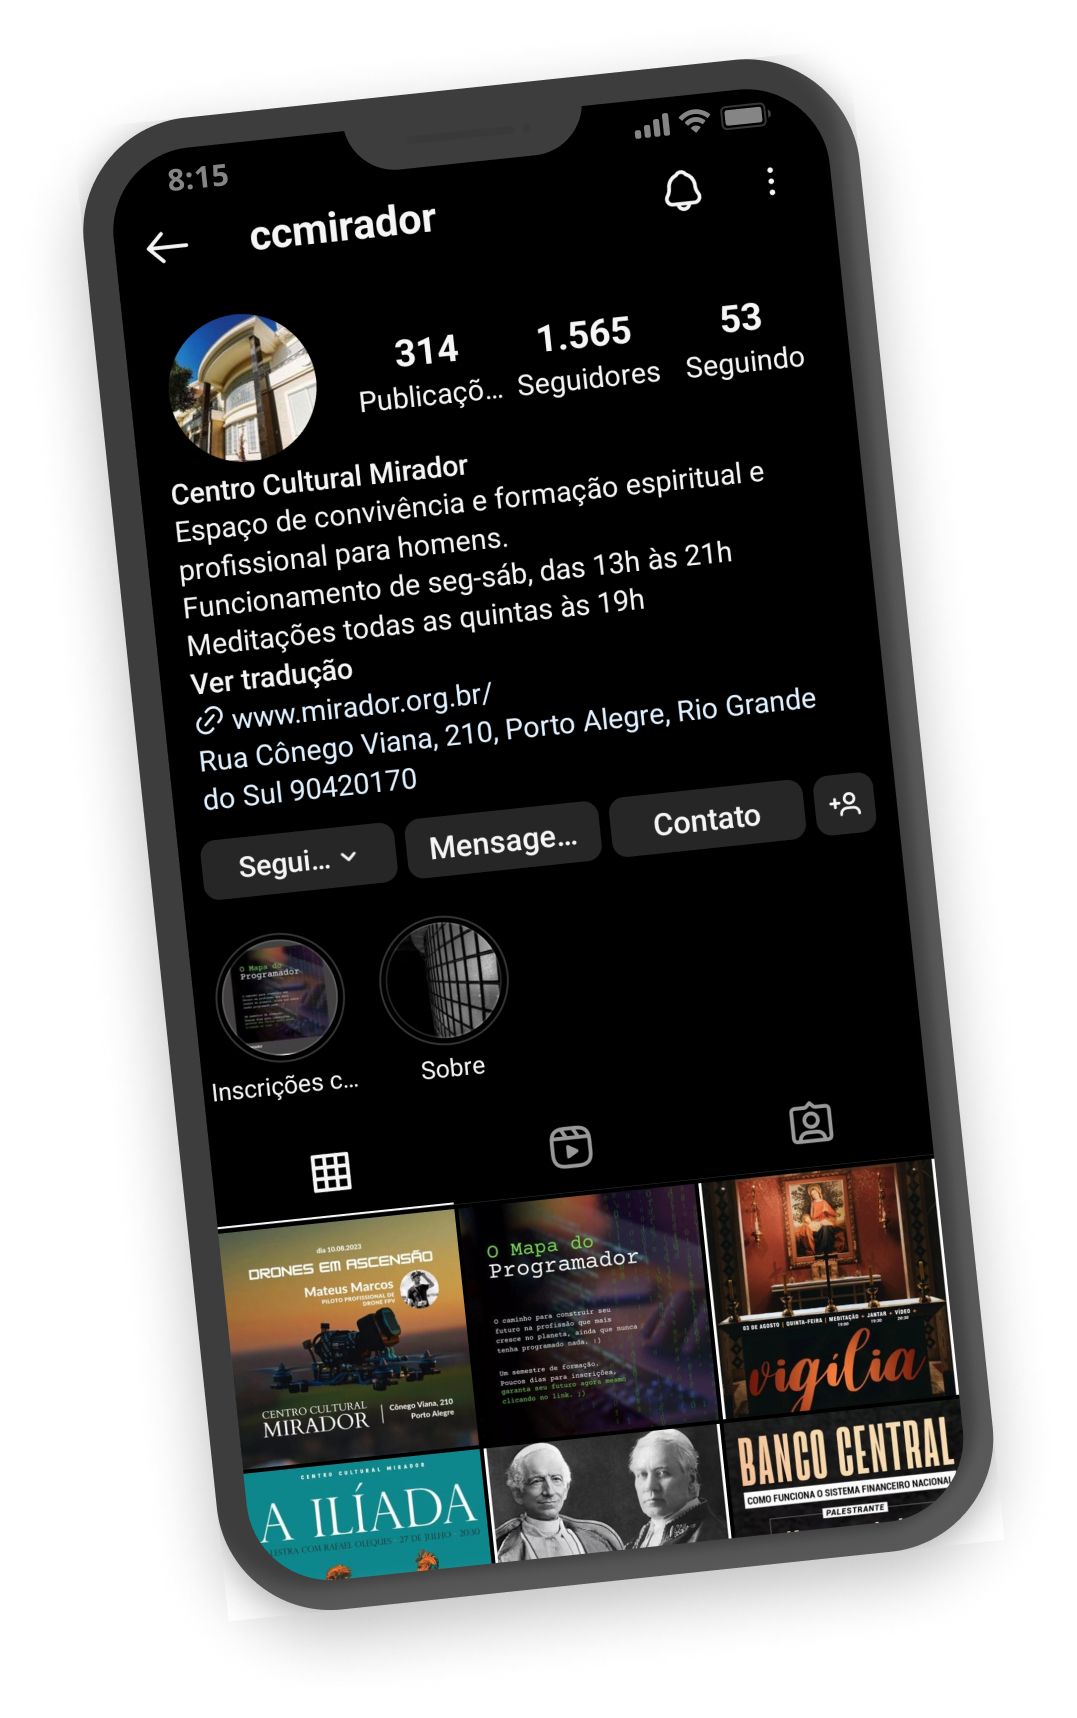 8:15
ccmirador
314
Publicaçõ...
1.565
Seguidores
53
Seguindo
Centro Cultural Mirador
Espaço de convivência e formação espiritual e
profissional para homens.
Funcionamento de seg-sáb, das 13h às 21h
Meditações todas as quintas às 19h
Ver tradução
www.mirador.org.br/
Rua Cônego Viana, 210, Porto Alegre, Rio Grande
do Sul 90420170
Segui...
Mensage...
Contato
O Mapa do
Programador
Inscrições c...
Sobre
dia 10.08.2023
DRONES EM ASCENSÃO
Mateus Marcos
PILOTO PROFISSIONAL DE
DRONE FPV
CENTRO CULTURAL
MIRADOR
Cônego Viana, 210
Porto Alegre
O Mapa do
Programador
O caminho para construir seu
futuro na profissão que mais
cresce no planeta, ainda que nunca
tenha programado nada. :)
Um semestre de formação.
Poucos dias para inscrições,
garanta seu futuro agora mesmo
clicando no link. ;)
03 DE AGOSTO | QUINTA-FEIRA | MEDITAÇÃO + JANTAR + VÍDEO
19:00 19:30 20:30
vigília
CENTRO CULTURAL MIRADOR
A ILÍADA
PALESTRA COM RAFAEL OLEQUES 27 DE JULHO, 20:30
BANCO CENTRAL
COMO FUNCIONA O SISTEMA FINANCEIRO NACIONAL
PALESTRANTE